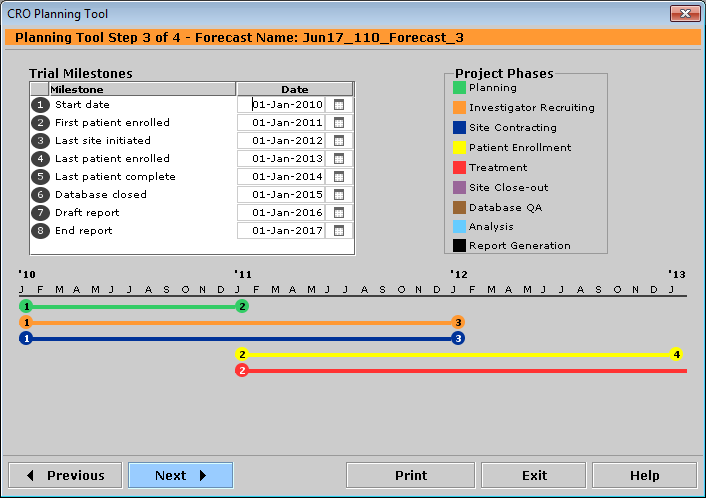 CRO Planning Tool
Planning Tool Step 3 of 4 - Forecast Name: Jun17_110_Forecast_3
Trial Milestones
Milestone Date
1 Start date 01-Jan-2010
2 First patient enrolled 01-Jan-2011
3 Last site initiated 01-Jan-2012
4 Last patient enrolled 01-Jan-2013
5 Last patient complete 01-Jan-2014
6 Database closed 01-Jan-2015
7 Draft report 01-Jan-2016
8 End report 01-Jan-2017
Project Phases
Planning
Investigator Recruiting
Site Contracting
Patient Enrollment
Treatment
Site Close-out
Database QA
Analysis
Report Generation
'10 '11 '12 '13
J F M A M J J A S O N D J F M A M J J A S O N D J F M A M J J A S O N D J
1 2
1 3
1 3
2 4
2
Previous Next Print Exit Help